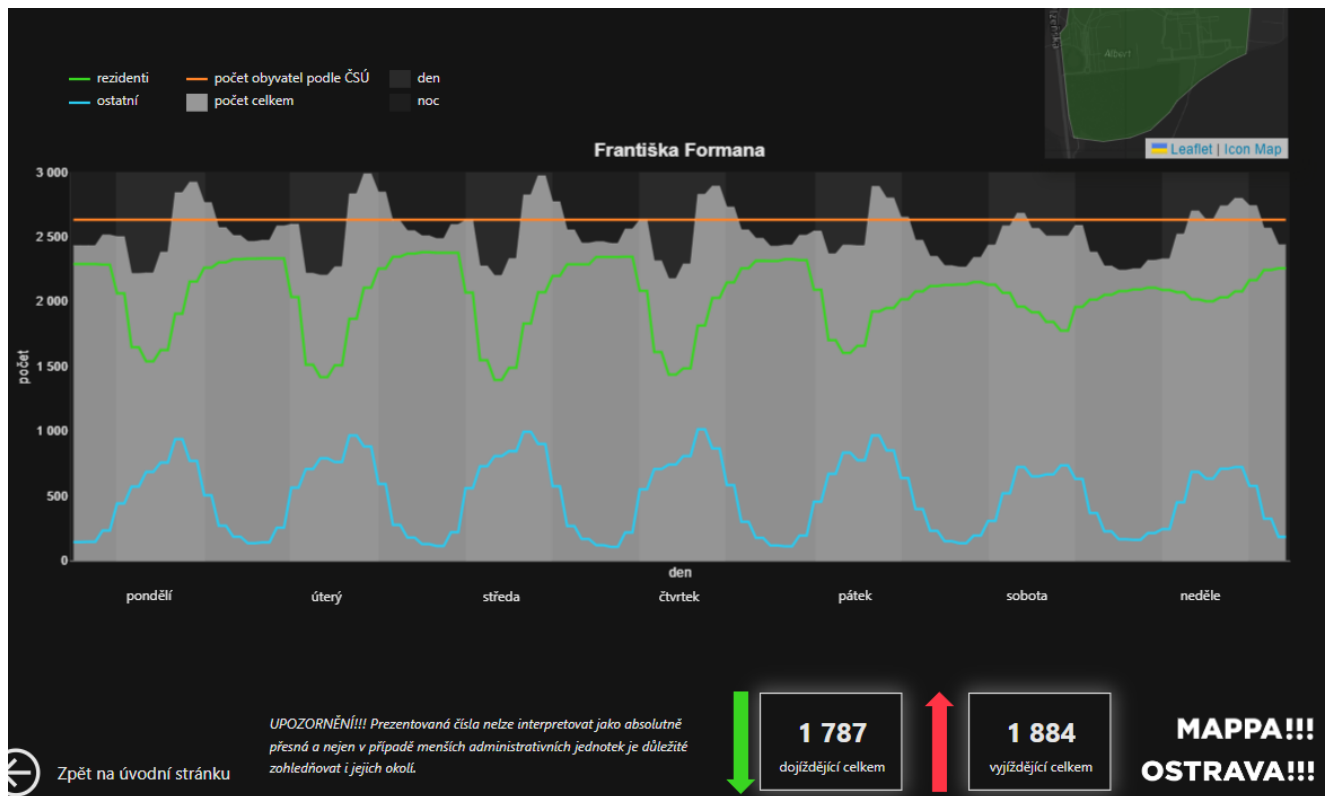 Albert
rezidenti
počet obyvatel podle ČSÚ
den
ostatní
počet celkem
noc
Leaflet | Icon Map
Františka Formana
3 000
2 500
2 000
1 500
1 000
500
0
počet
den
pondělí
úterý
středa
čtvrtek
pátek
sobota
neděle
UPOZORNĚNÍ!!! Prezentovaná čísla nelze interpretovat jako absolutně
přesná a nejen v případě menších administrativních jednotek je důležité
zohledňovat i jejich okolí.
Zpět na úvodní stránku
1 787
dojíždějící celkem
1 884
vyjíždějící celkem
MAPPA!!!
OSTRAVA!!!